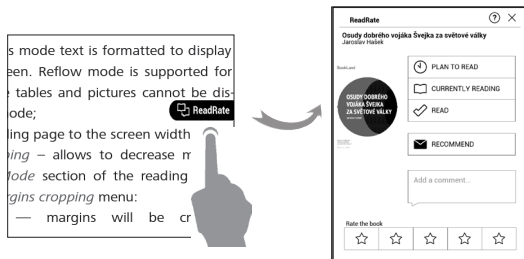 s mode text is formatted to display
een. Reflow mode is supported for
tables and pictures cannot be dis-
ode;
ReadRate
ling page to the screen width
ing – allows to decrease m
Mode section of the reading
rgins cropping menu:
— margins will be cr
ReadRate
Osudy dobrého vojáka Švejka za světové války
Jaroslav Hašek
BookLand
OSUDY DOBRÉHO
VOJÁKA ŠVEJKA
ZA SVĚTOVÉ VÁLKY
PLAN TO READ
CURRENTLY READING
READ
RECOMMEND
Add a comment...
Rate the book